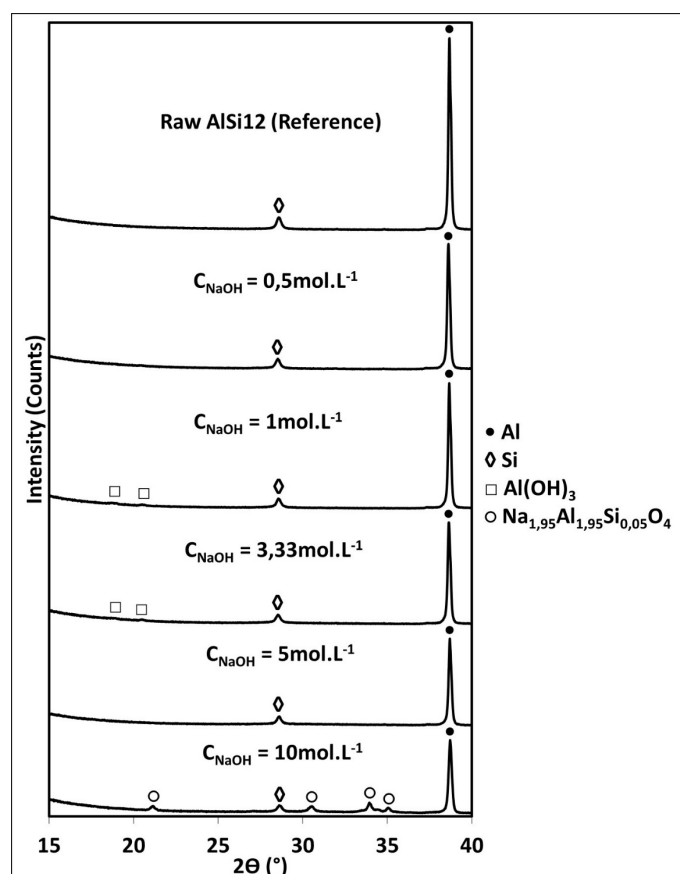 Raw AlSi12 (Reference)
C_NaOH = 0,5mol.L⁻¹
C_NaOH = 1mol.L⁻¹
C_NaOH = 3,33mol.L⁻¹
C_NaOH = 5mol.L⁻¹
C_NaOH = 10mol.L⁻¹
Intensity (Counts)
15 20 25 30 35 40
2Ɵ (°)
Al
Si
Al(OH)₃
Na₁,₉₅Al₁,₉₅Si₀,₀₅O₄